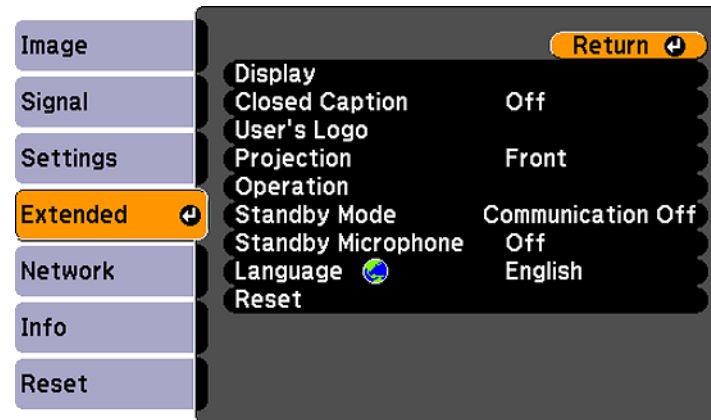 Image
Signal
Settings
Extended
Network
Info
Reset
Return
Display
Closed Caption Off
User's Logo
Projection Front
Operation
Standby Mode Communication Off
Standby Microphone Off
Language English
Reset